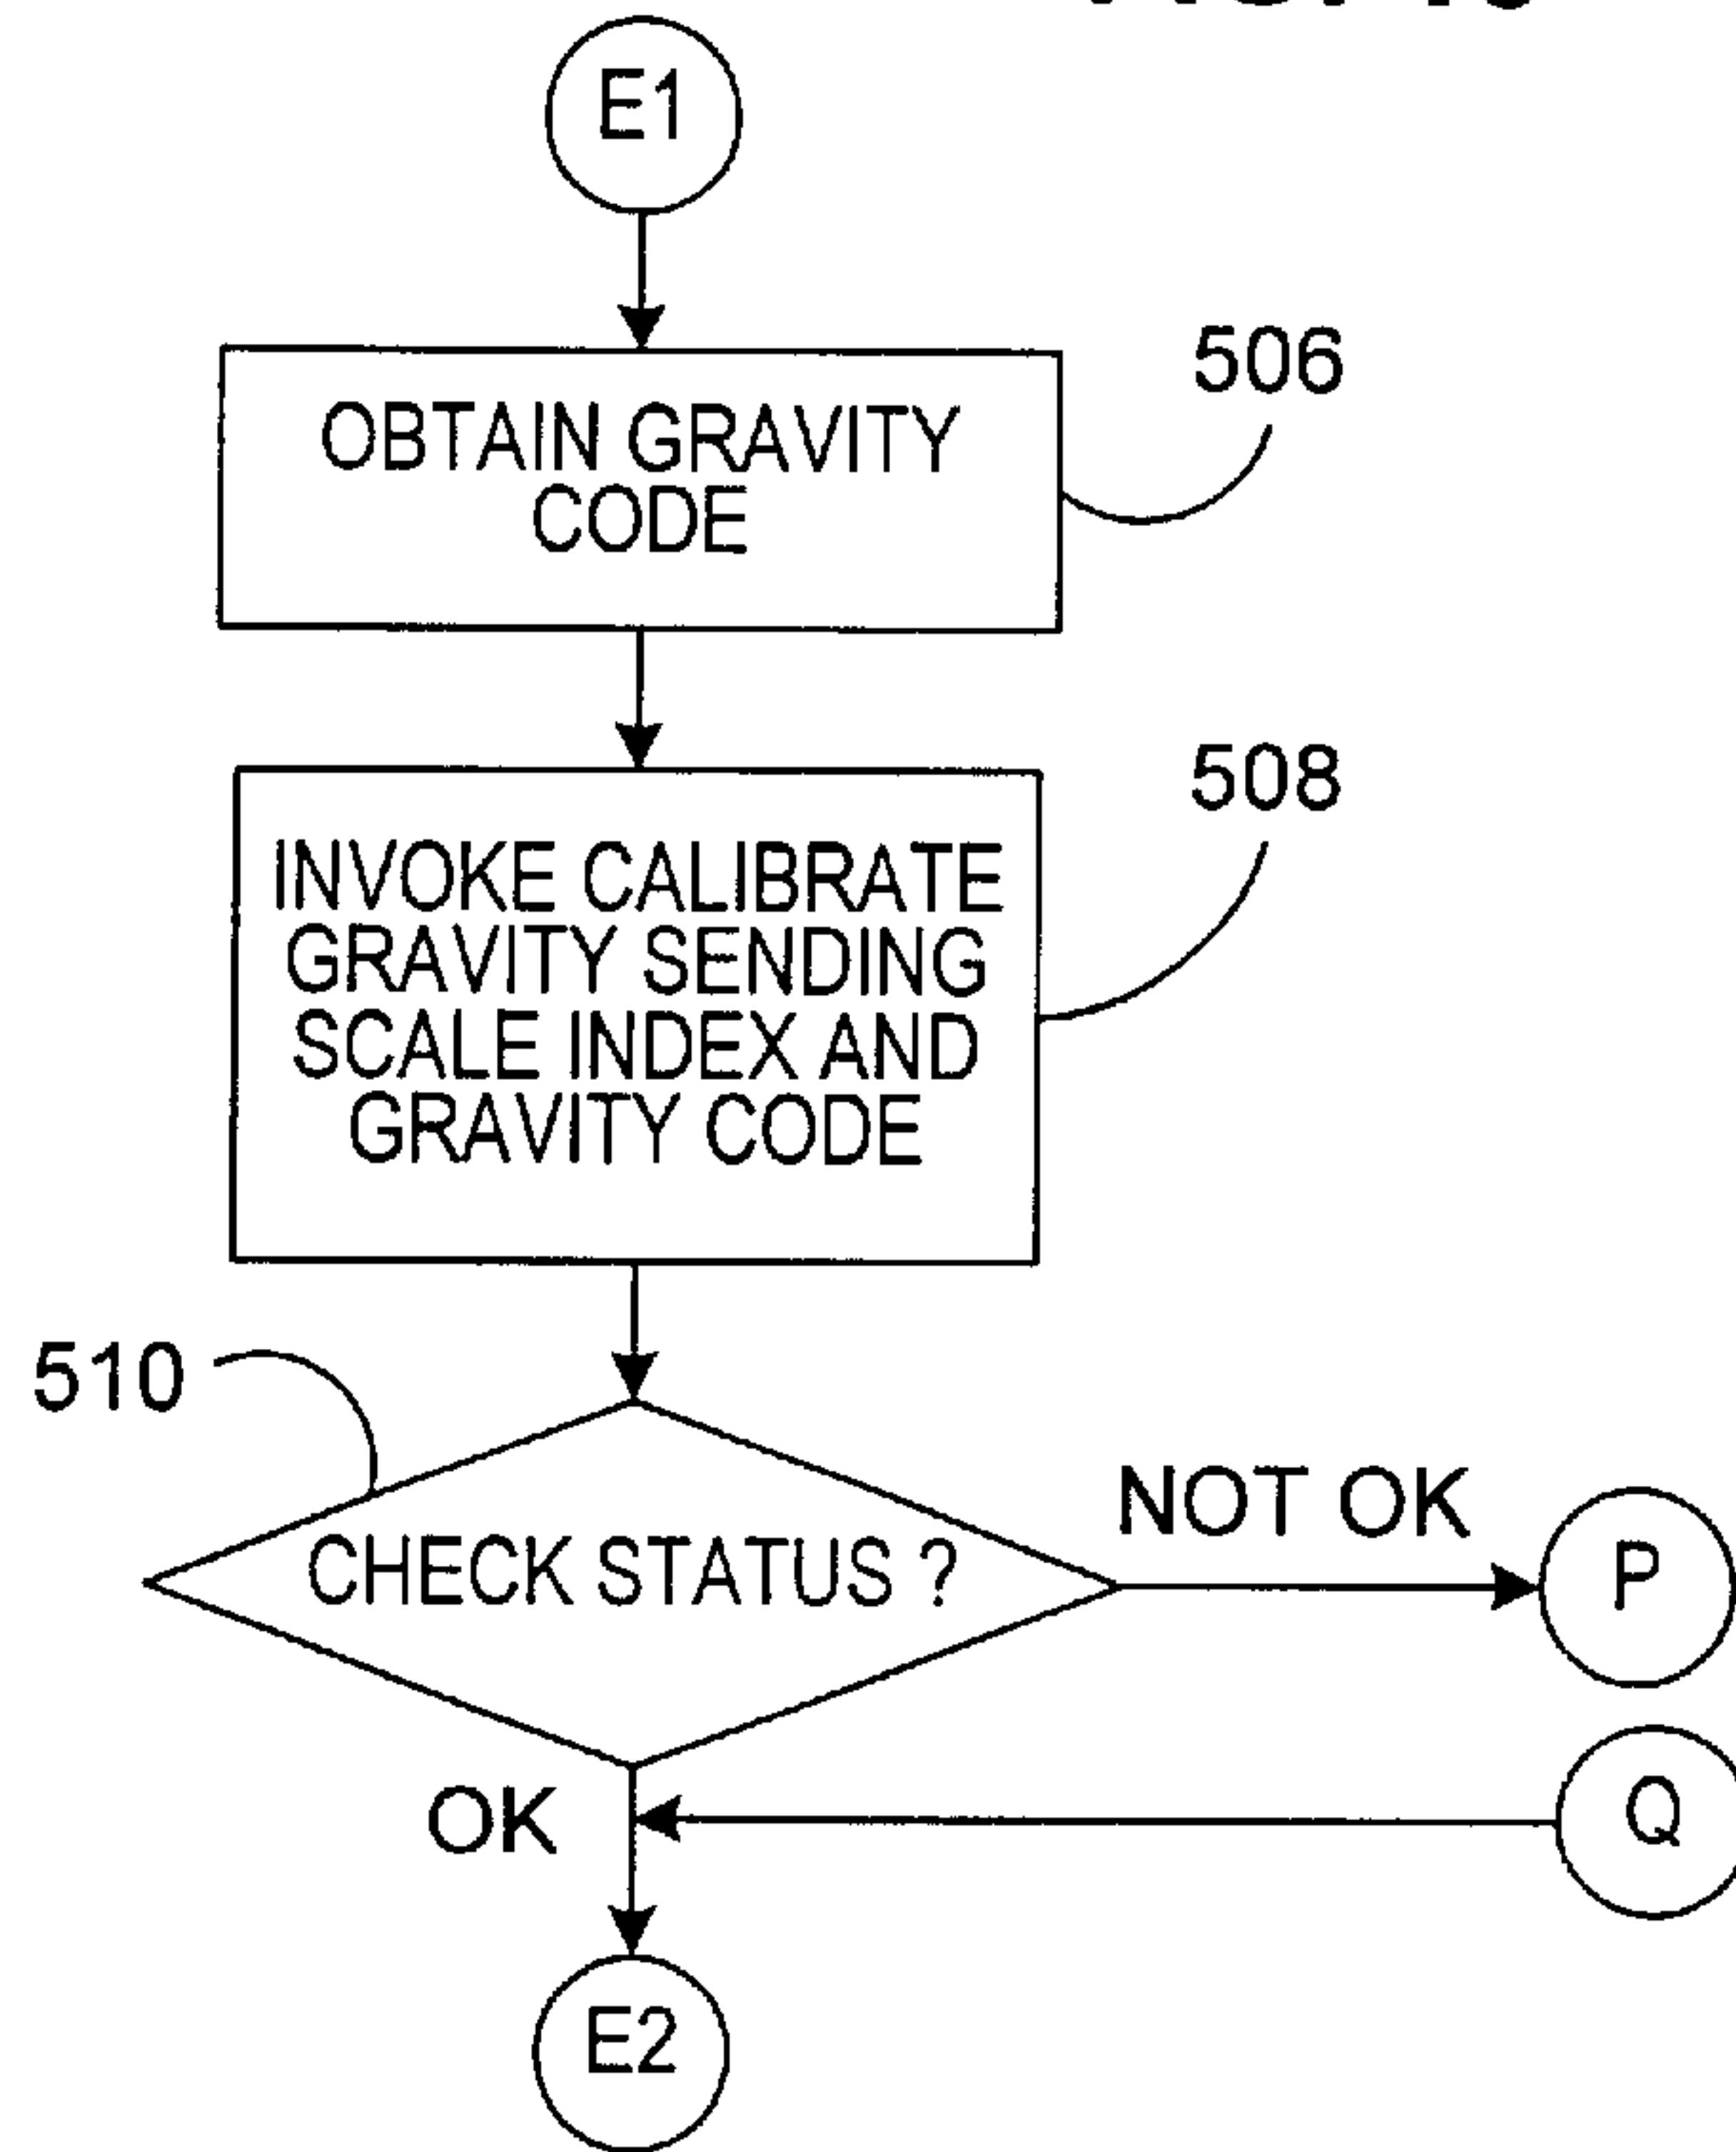 E1
506
OBTAIN GRAVITY
CODE
508
INVOKE CALIBRATE
GRAVITY SENDING
SCALE INDEX AND
GRAVITY CODE
510
CHECK STATUS ?
NOT OK
P
OK
Q
E2